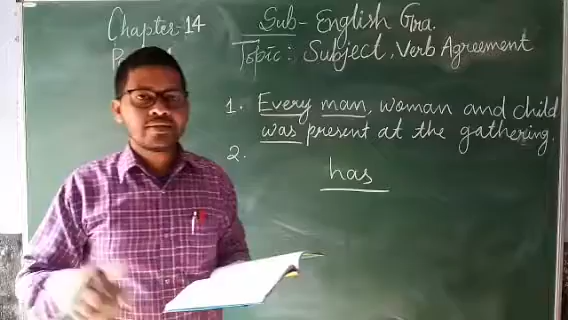 Chapter-14
Sub- English Gra.
Topic: Subject, Verb Agreement
1. Every man, woman and child
was present at the gathering.
2.
has